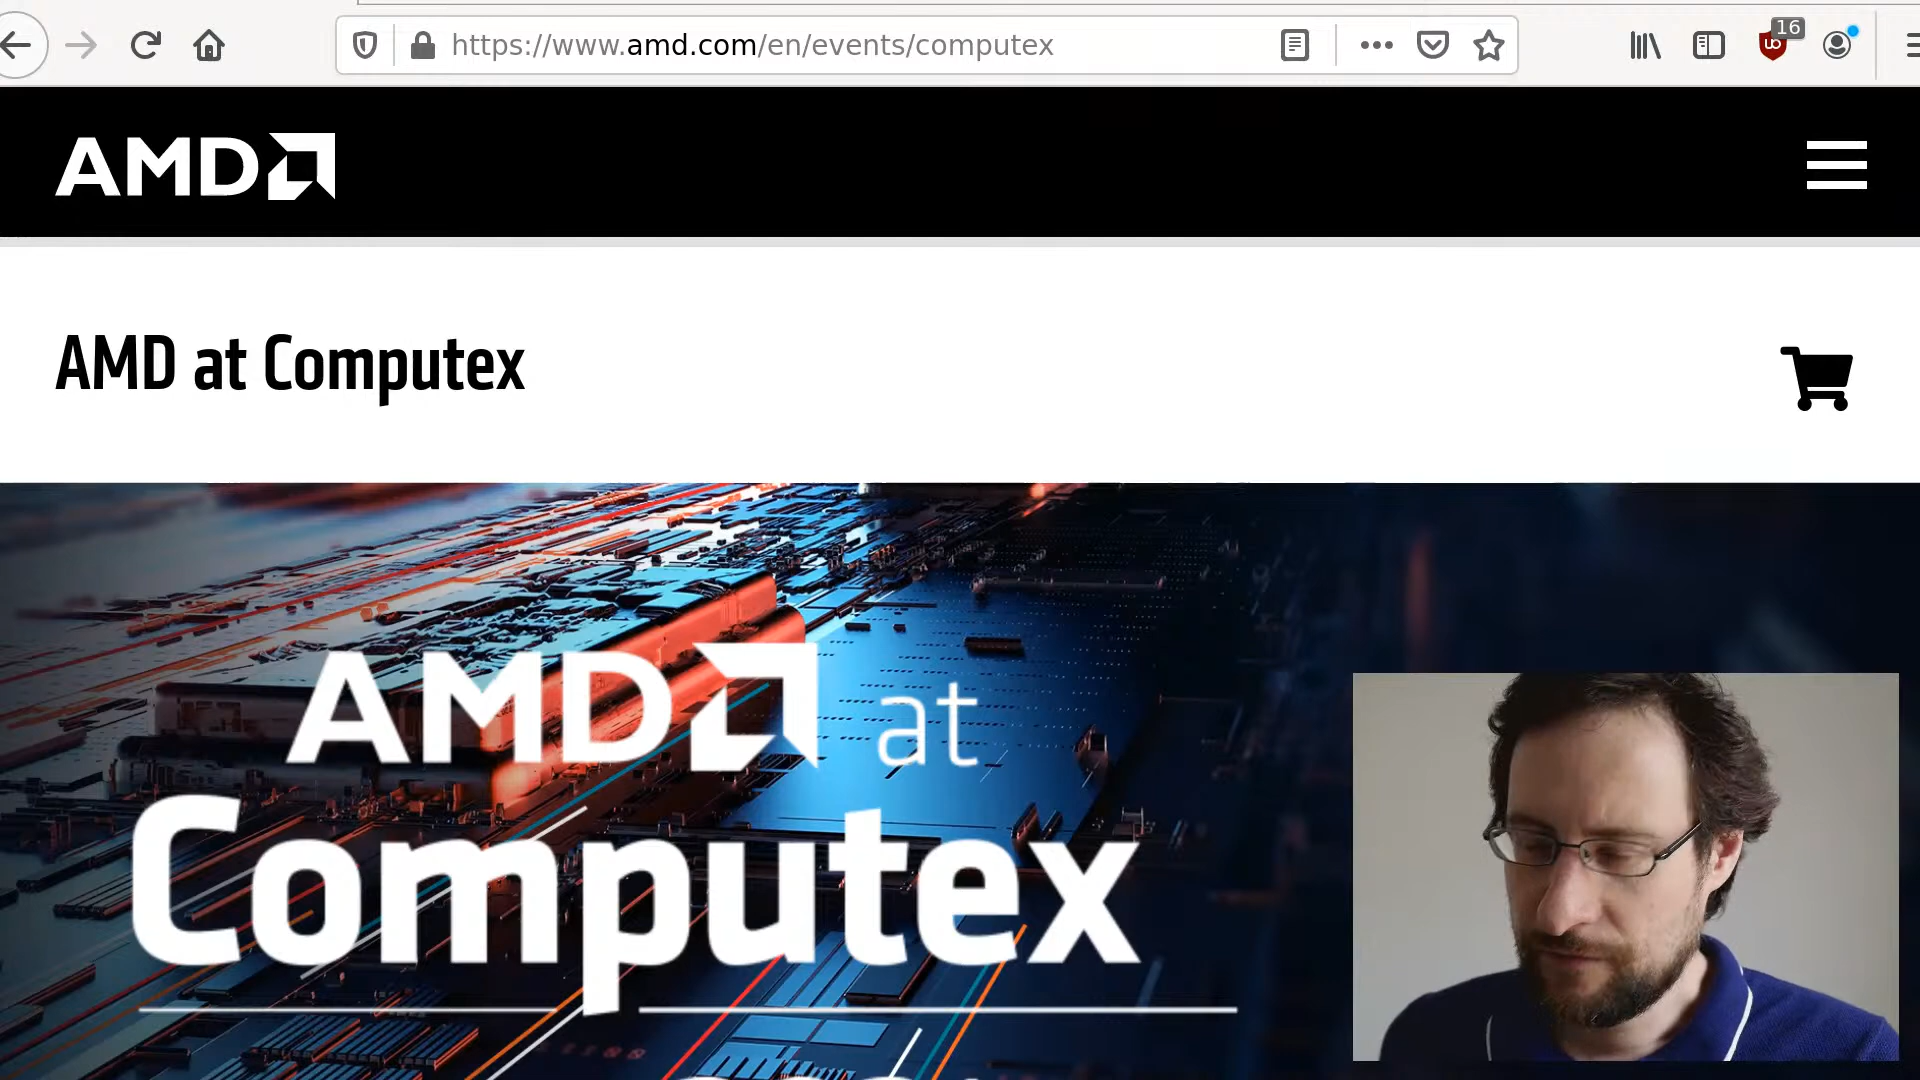 https://www.amd.com/en/events/computex
16
AMD
AMD at Computex
AMD at
Computex